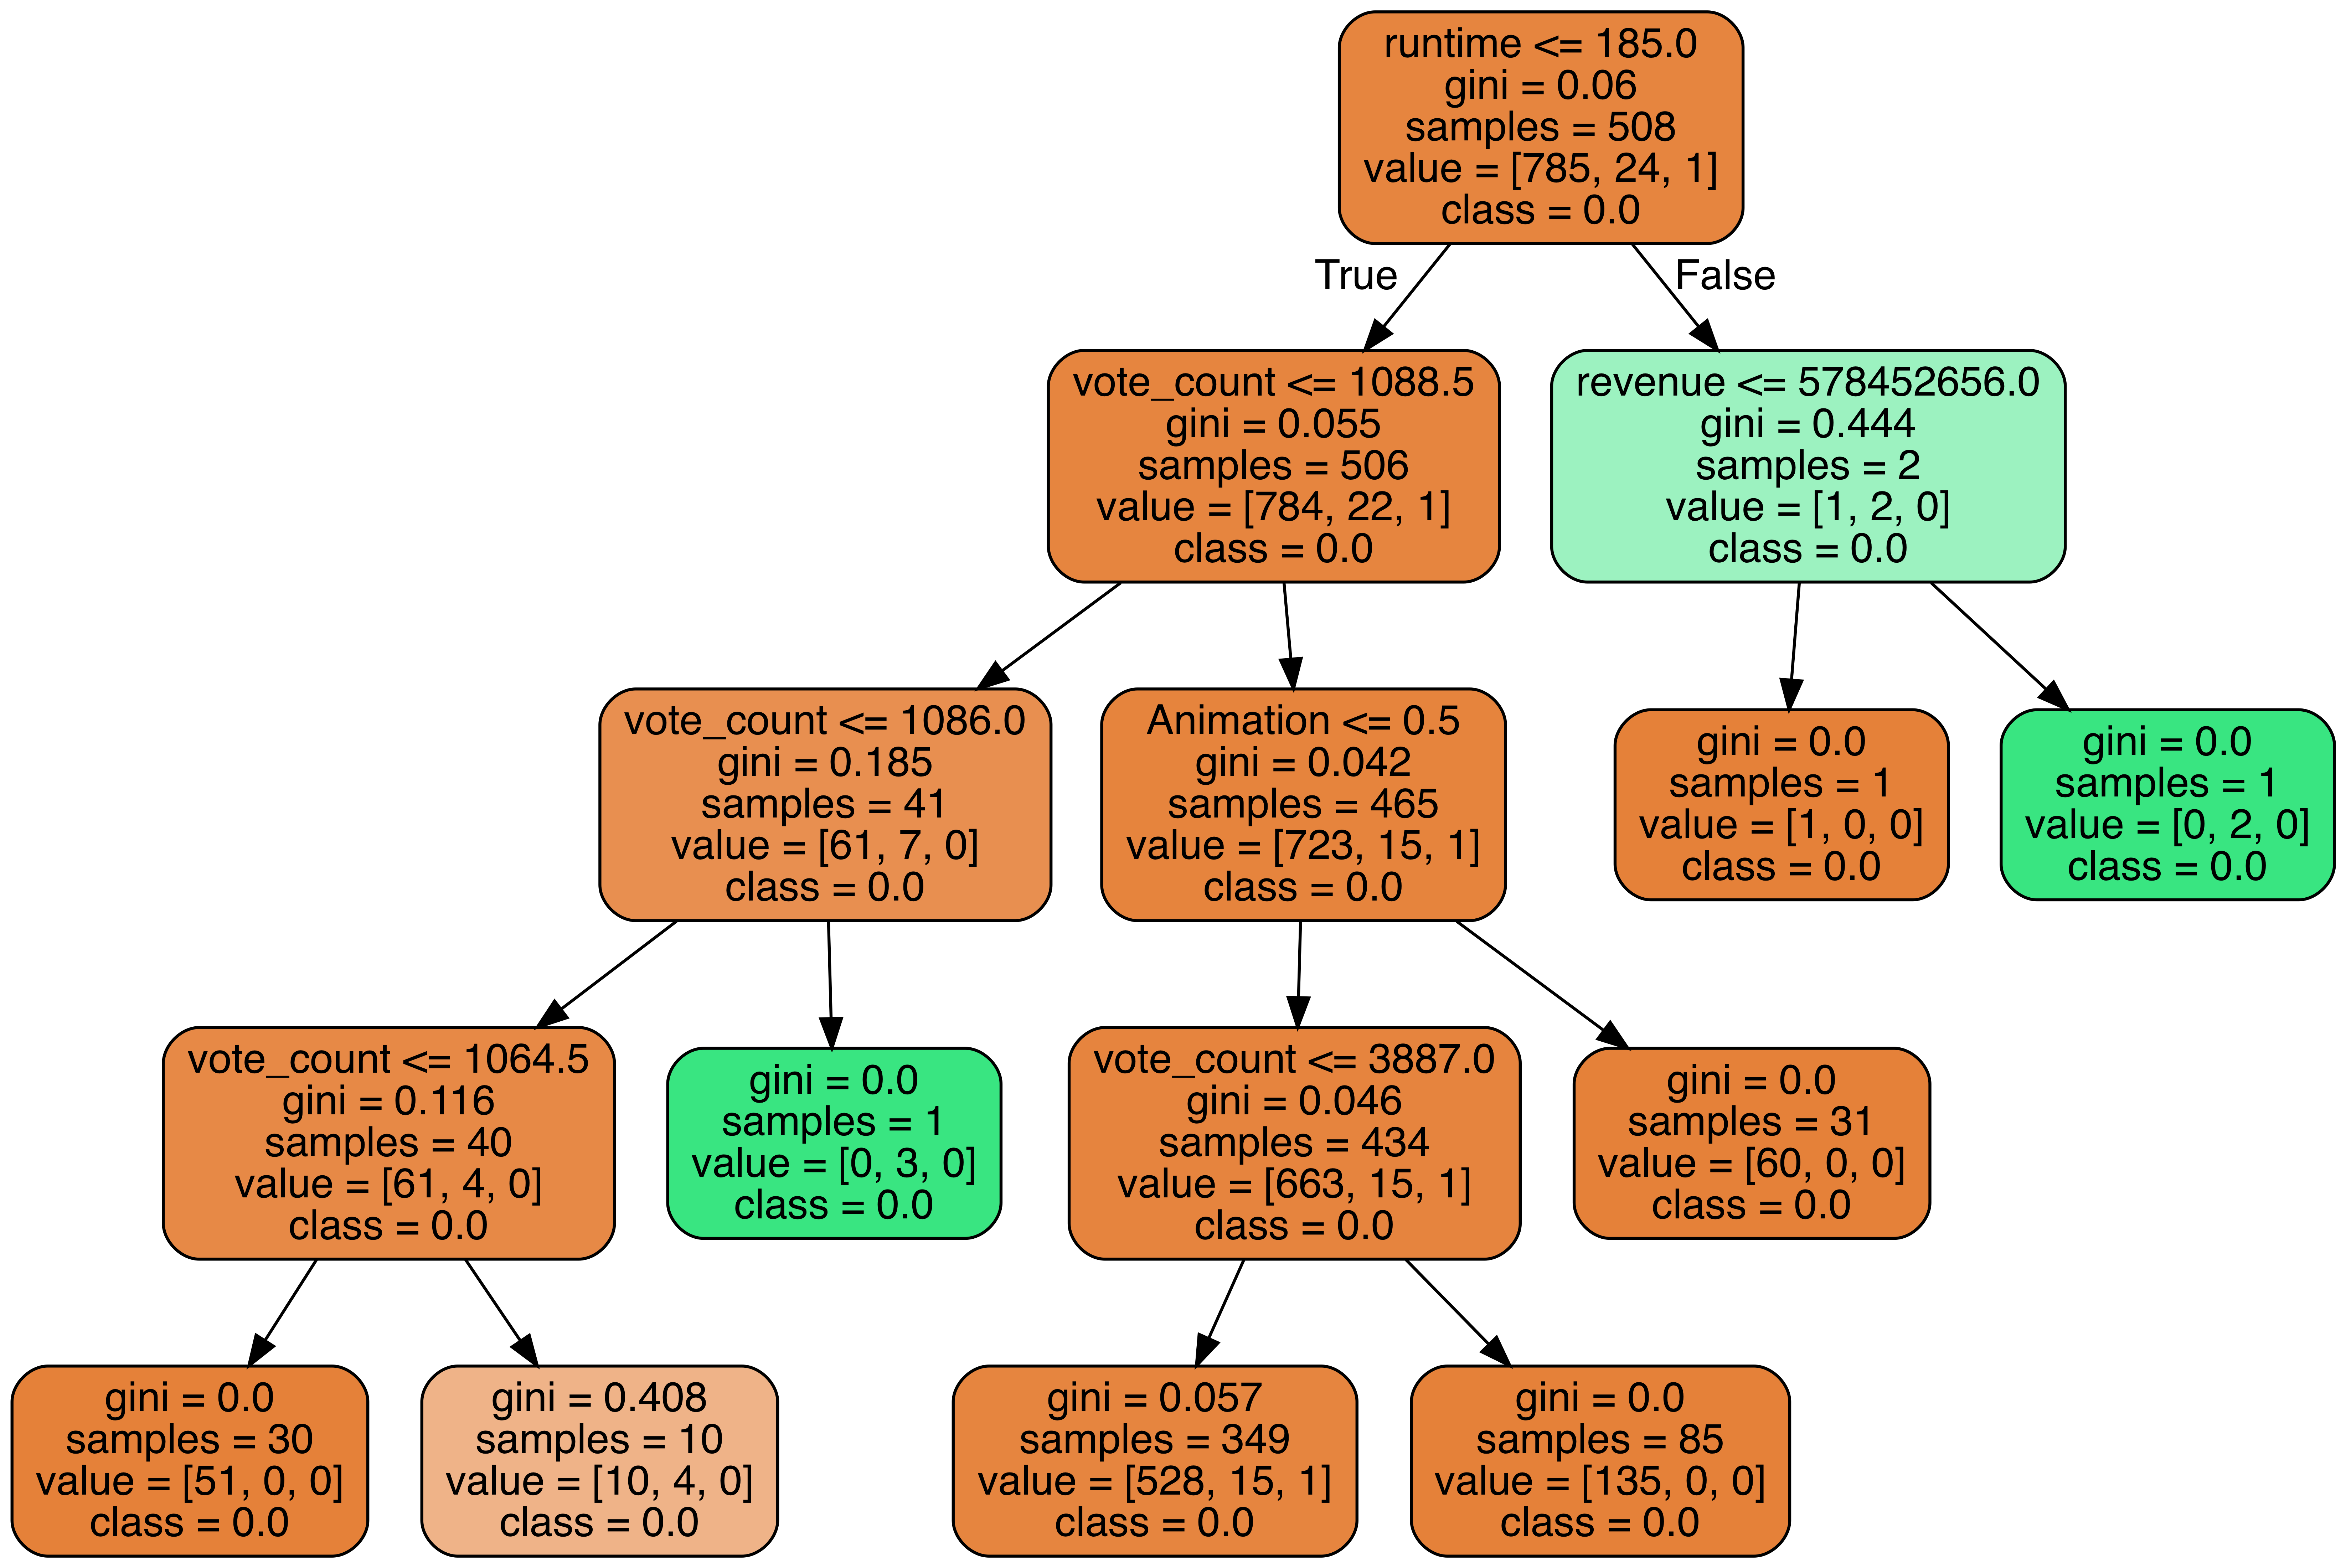 runtime <= 185.0
gini = 0.06
samples = 508
value = [785, 24, 1]
class = 0.0
True
False
vote_count <= 1088.5
gini = 0.055
samples = 506
value = [784, 22, 1]
class = 0.0
revenue <= 578452656.0
gini = 0.444
samples = 2
value = [1, 2, 0]
class = 0.0
vote_count <= 1086.0
gini = 0.185
samples = 41
value = [61, 7, 0]
class = 0.0
Animation <= 0.5
gini = 0.042
samples = 465
value = [723, 15, 1]
class = 0.0
gini = 0.0
samples = 1
value = [1, 0, 0]
class = 0.0
gini = 0.0
samples = 1
value = [0, 2, 0]
class = 0.0
vote_count <= 1064.5
gini = 0.116
samples = 40
value = [61, 4, 0]
class = 0.0
gini = 0.0
samples = 1
value = [0, 3, 0]
class = 0.0
vote_count <= 3887.0
gini = 0.046
samples = 434
value = [663, 15, 1]
class = 0.0
gini = 0.0
samples = 31
value = [60, 0, 0]
class = 0.0
gini = 0.0
samples = 30
value = [51, 0, 0]
class = 0.0
gini = 0.408
samples = 10
value = [10, 4, 0]
class = 0.0
gini = 0.057
samples = 349
value = [528, 15, 1]
class = 0.0
gini = 0.0
samples = 85
value = [135, 0, 0]
class = 0.0